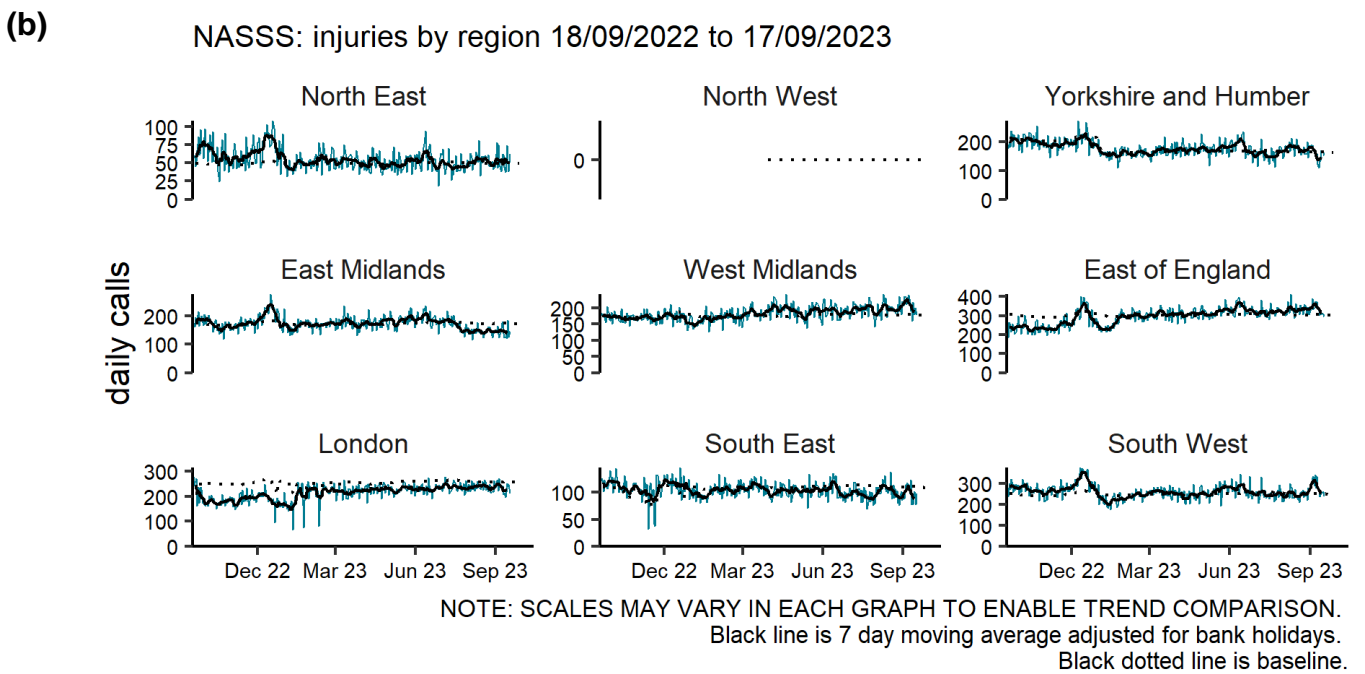 (b)
NASSS: injuries by region 18/09/2022 to 17/09/2023
North East
North West
Yorkshire and Humber
100
75
50
25
0
0
200
100
0
daily calls
East Midlands
West Midlands
East of England
200
100
0
200
150
100
50
0
400
300
200
100
0
London
South East
South West
300
200
100
0
100
50
0
300
200
100
0
Dec 22 Mar 23 Jun 23 Sep 23
Dec 22 Mar 23 Jun 23 Sep 23
Dec 22 Mar 23 Jun 23 Sep 23
NOTE: SCALES MAY VARY IN EACH GRAPH TO ENABLE TREND COMPARISON.
Black line is 7 day moving average adjusted for bank holidays.
Black dotted line is baseline.